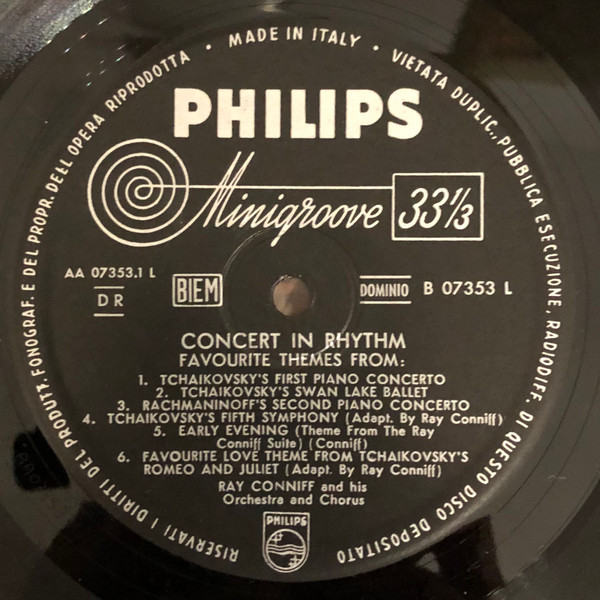 RISERVATI I DIRITTI DEL PRODUTT. FONOGRAF. E DEL PROPR. DELL'OPERA RIPRODOTTA • MADE IN ITALY • VIETATA DUPLIC., PUBBLICA ESECUZIONE, RADIODIFF. DI QUESTO DISCO DEPOSITATO
PHILIPS
Minigroove 33⅓
AA 07353.1 L
DR
BIEM
DOMINIO B 07353 L
CONCERT IN RHYTHM
FAVOURITE THEMES FROM:
1. TCHAIKOVSKY'S FIRST PIANO CONCERTO
2. TCHAIKOVSKY'S SWAN LAKE BALLET
3. RACHMANINOFF'S SECOND PIANO CONCERTO
4. TCHAIKOVSKY'S FIFTH SYMPHONY (Adapt. By Ray Conniff)
5. EARLY EVENING (Theme From The Ray
Conniff Suite) (Conniff)
6. FAVOURITE LOVE THEME FROM TCHAIKOVSKY'S
ROMEO AND JULIET (Adapt. By Ray Conniff)
RAY CONNIFF and his
Orchestra and Chorus
PHILIPS